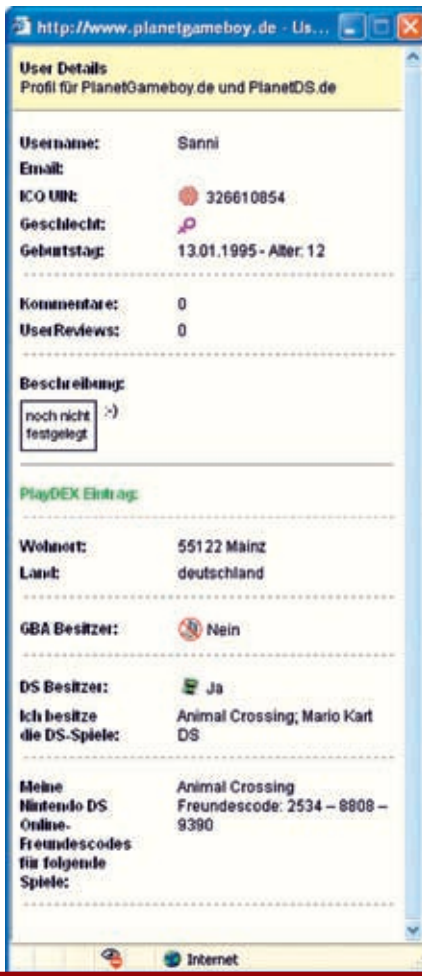 http://www.planetgameboy.de - Us...
User Details
Profil für PlanetGameboy.de und PlanetDS.de
Username: Sanni
Email:
ICQ UIN: 326610854
Geschlecht:
Geburtstag: 13.01.1995 - Alter: 12
Kommentare: 0
UserReviews: 0
Beschreibung:
noch nicht :-)
festgelegt
PlayDEX Eintrag:
Wohnort: 55122 Mainz
Land: deutschland
GBA Besitzer: Nein
DS Besitzer: Ja
Ich besitze Animal Crossing; Mario Kart
die DS-Spiele: DS
Meine Animal Crossing
Nintendo DS Freundescode: 2534 – 8808 –
Online- 9390
Freundescodes
für folgende
Spiele:
Internet